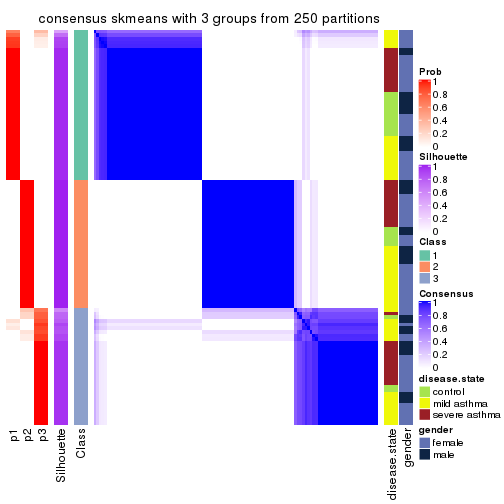 consensus skmeans with 3 groups from 250 partitions
Prob
1
0.8
0.6
0.4
0.2
0
Silhouette
1
0.8
0.6
0.4
0.2
0
Class
1
2
3
Consensus
1
0.8
0.6
0.4
0.2
0
disease.state
control
mild asthma
severe asthma
gender
female
male
p1
p2
p3
Silhouette
Class
disease.state
gender